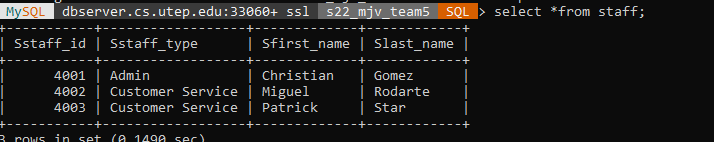 MySQL dbserver.cs.utep.edu:33060+ ssl s22_mjv_team5 SQL > select *from staff;
+-----------+------------------+-------------+------------+
| Sstaff_id | Sstaff_type | Sfirst_name | Slast_name |
+-----------+------------------+-------------+------------+
| 4001 | Admin | Christian | Gomez |
| 4002 | Customer Service | Miguel | Rodarte |
| 4003 | Customer Service | Patrick | Star |
+-----------+------------------+-------------+------------+
3 rows in set (0.1490 sec)